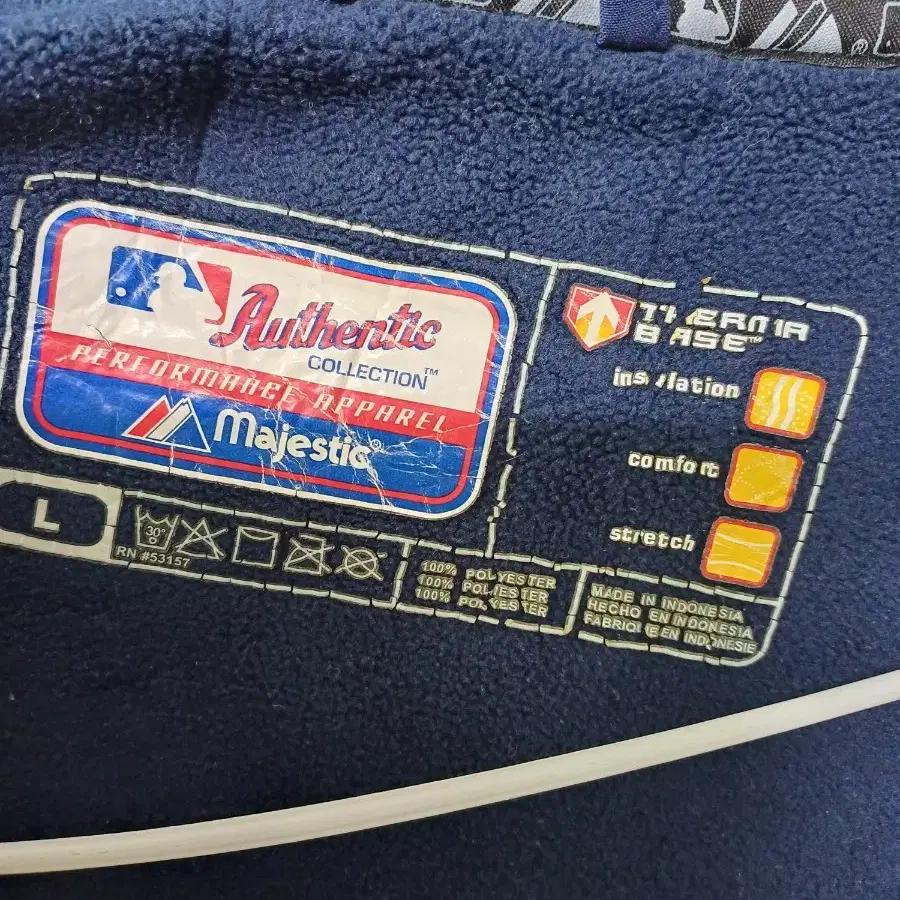 Authentic
COLLECTION™
PERFORMANCE APPAREL
Majestic®
THERMA
BASE™
insulation
comfort
stretch
L
30°
RN #53157
100% POLYESTER
100% POLYESTER
100% POLYESTER
MADE IN INDONESIA
HECHO EN INDONESIA
FABRIQUE EN INDONESIE
®